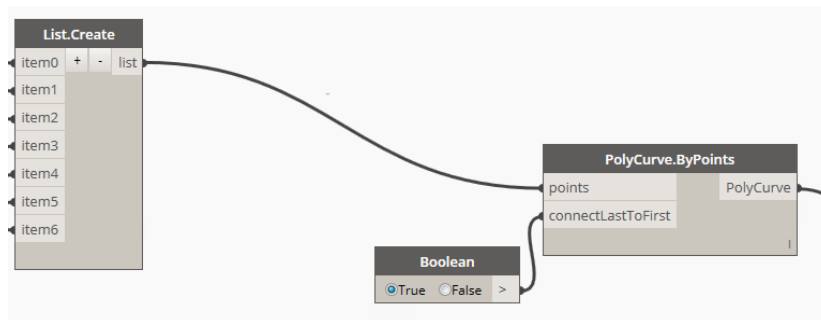 List.Create
item0 + - list
item1
item2
item3
item4
item5
item6
PolyCurve.ByPoints
points PolyCurve
connectLastToFirst
I
Boolean
True False >